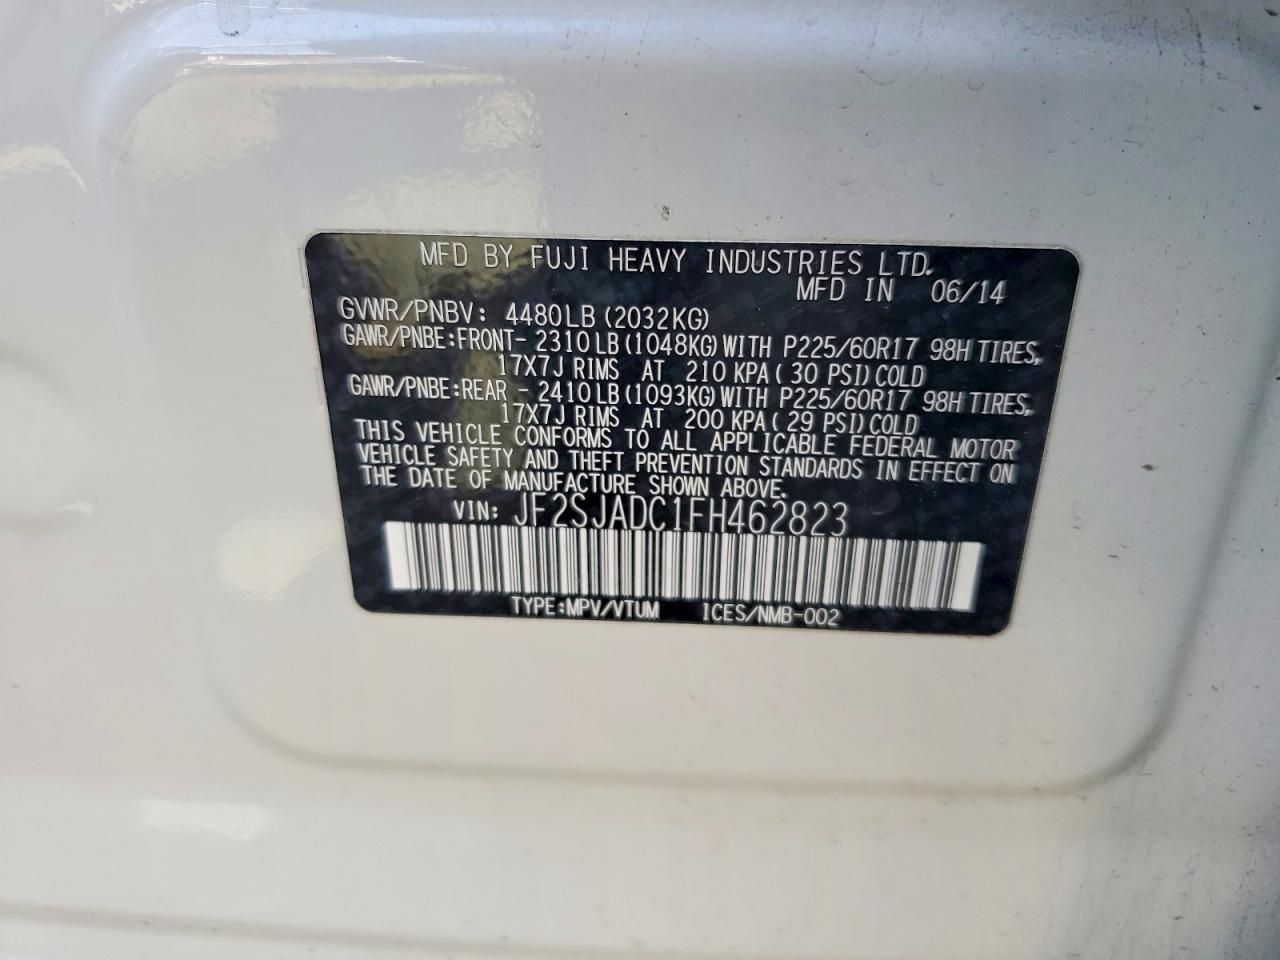 MFD BY FUJI HEAVY INDUSTRIES LTD.
MFD IN 06/14
GVWR/PNBV: 4480LB (2032KG)
GAWR/PNBE:FRONT- 2310LB (1048KG) WITH P225/60R17 98H TIRES,
17X7J RIMS AT 210 KPA( 30 PSI)COLD
GAWR/PNBE:REAR - 2410LB (1093KG) WITH P225/60R17 98H TIRES,
17X7J RIMS AT 200 KPA( 29 PSI)COLD
THIS VEHICLE CONFORMS TO ALL APPLICABLE FEDERAL MOTOR
VEHICLE SAFETY AND THEFT PREVENTION STANDARDS IN EFFECT ON
THE DATE OF MANUFACTURE SHOWN ABOVE.
VIN: JF2SJADC1FH462823
TYPE:MPV/VTUM ICES/NMB-002